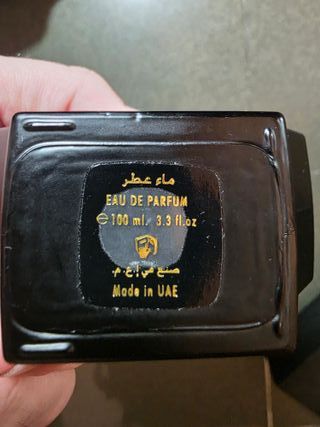 ماء عطر
EAU DE PARFUM
⊖ 100 ml. 3.3 fl.oz
صنع في إ.ع.م.
Made in UAE